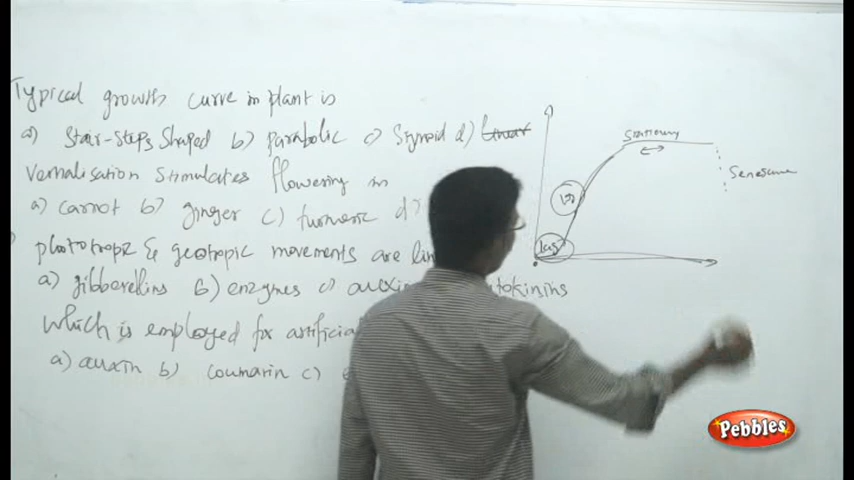 Typical growth curve in plant is
a) Stair-steps shaped b) parabolic c) Sigmoid d) Linear
Vernalisation stimulates flowering in
a) carrot b) ginger c) turmeric d)
phototropic & geotropic movements are lin
a) gibberellins b) enzymes c) auxin tokinins
Which is employed for artificia
a) auxin b) coumarin c)
Stationary
Senescence
log
lag
Pebbles